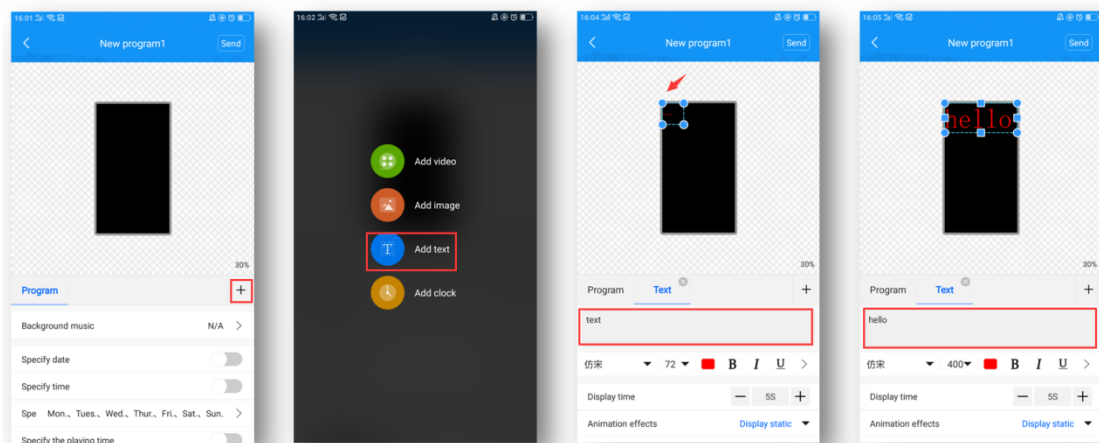 16:01
New program1
Send
30%
Program
+
Background music
N/A >
Specify date
Specify time
Spe Mon.、Tues.、Wed.、Thur.、Fri.、Sat.、Sun. >
Specify the playing time
16:02
Add video
Add image
T Add text
Add clock
16:04
New program1
Send
30%
Program Text +
text
仿宋 72 B I U >
Display time — 5S +
Animation effects Display static
16:05
New program1
Send
hello
30%
Program Text +
hello
仿宋 400 B I U >
Display time — 5S +
Animation effects Display static